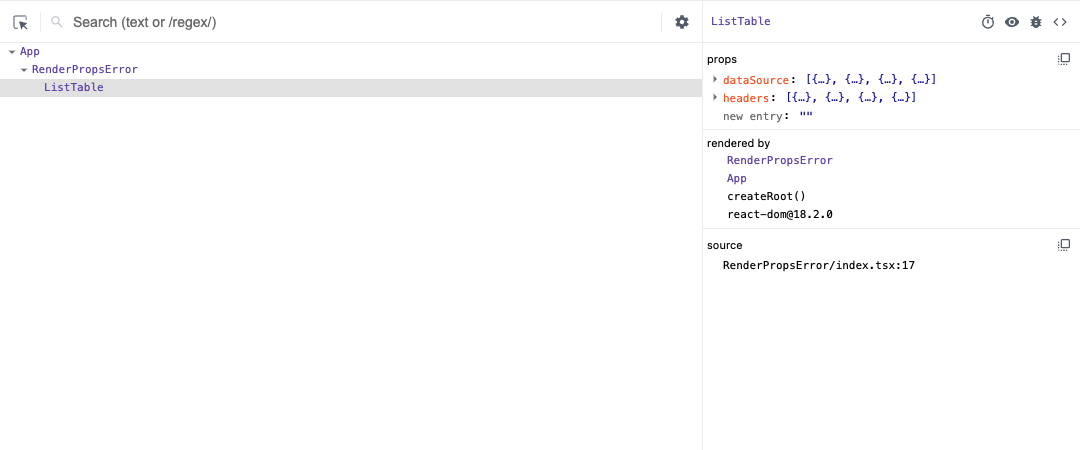 Search (text or /regex/)
App
RenderPropsError
ListTable
ListTable
props
dataSource: [{…}, {…}, {…}, {…}]
headers: [{…}, {…}, {…}, {…}]
new entry: ""
rendered by
RenderPropsError
App
createRoot()
react-dom@18.2.0
source
RenderPropsError/index.tsx:17